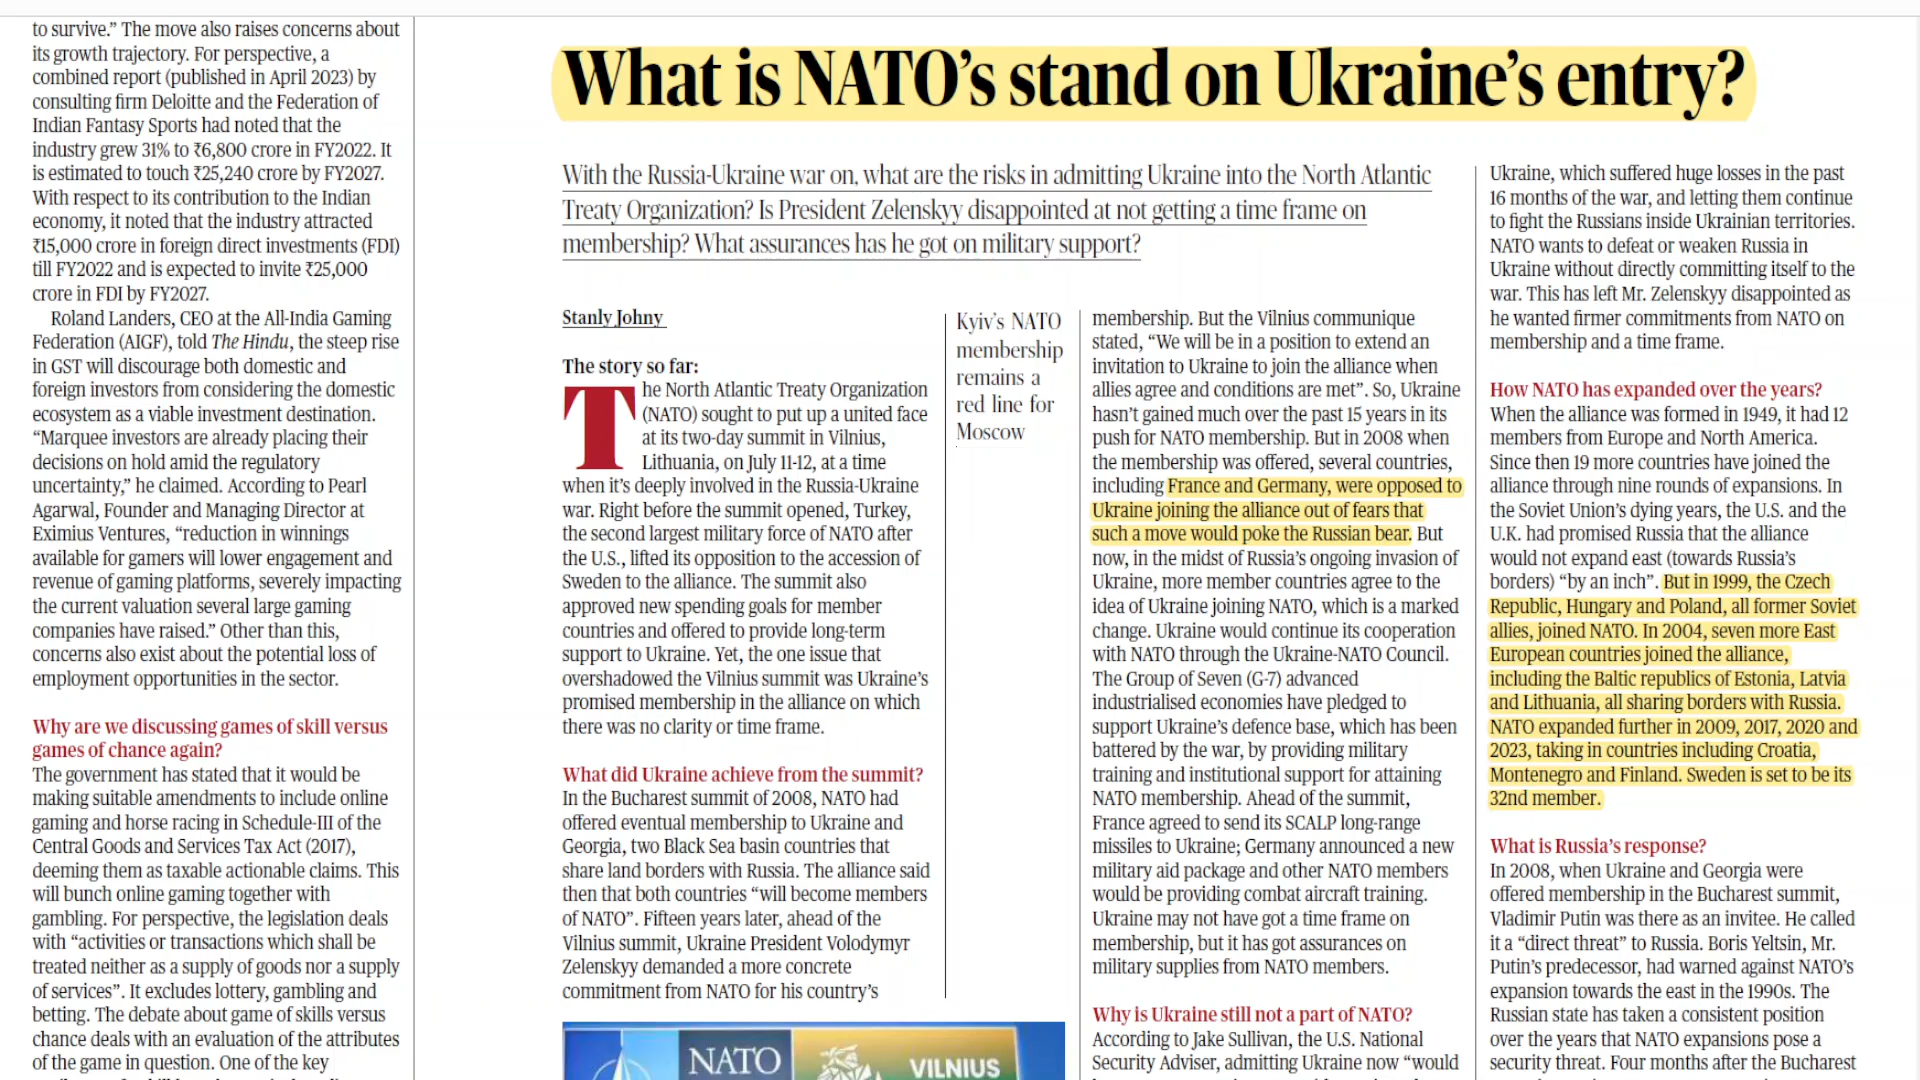 to survive.” The move also raises concerns about
its growth trajectory. For perspective, a
combined report (published in April 2023) by
consulting firm Deloitte and the Federation of
Indian Fantasy Sports had noted that the
industry grew 31% to ₹6,800 crore in FY2022. It
is estimated to touch ₹25,240 crore by FY2027.
With respect to its contribution to the Indian
economy, it noted that the industry attracted
₹15,000 crore in foreign direct investments (FDI)
till FY2022 and is expected to invite ₹25,000
crore in FDI by FY2027.
Roland Landers, CEO at the All-India Gaming
Federation (AIGF), told The Hindu, the steep rise
in GST will discourage both domestic and
foreign investors from considering the domestic
ecosystem as a viable investment destination.
“Marquee investors are already placing their
decisions on hold amid the regulatory
uncertainty,” he claimed. According to Pearl
Agarwal, Founder and Managing Director at
Eximius Ventures, “reduction in winnings
available for gamers will lower engagement and
revenue of gaming platforms, severely impacting
the current valuation several large gaming
companies have raised.” Other than this,
concerns also exist about the potential loss of
employment opportunities in the sector.
Why are we discussing games of skill versus
games of chance again?
The government has stated that it would be
making suitable amendments to include online
gaming and horse racing in Schedule-III of the
Central Goods and Services Tax Act (2017),
deeming them as taxable actionable claims. This
will bunch online gaming together with
gambling. For perspective, the legislation deals
with “activities or transactions which shall be
treated neither as a supply of goods nor a supply
of services”. It excludes lottery, gambling and
betting. The debate about game of skills versus
chance deals with an evaluation of the attributes
of the game in question. One of the key
What is NATO’s stand on Ukraine’s entry?
With the Russia-Ukraine war on, what are the risks in admitting Ukraine into the North Atlantic
Treaty Organization? Is President Zelenskyy disappointed at not getting a time frame on
membership? What assurances has he got on military support?
Stanly Johny
The story so far:
The North Atlantic Treaty Organization
(NATO) sought to put up a united face
at its two-day summit in Vilnius,
Lithuania, on July 11-12, at a time
when it’s deeply involved in the Russia-Ukraine
war. Right before the summit opened, Turkey,
the second largest military force of NATO after
the U.S., lifted its opposition to the accession of
Sweden to the alliance. The summit also
approved new spending goals for member
countries and offered to provide long-term
support to Ukraine. Yet, the one issue that
overshadowed the Vilnius summit was Ukraine’s
promised membership in the alliance on which
there was no clarity or time frame.
What did Ukraine achieve from the summit?
In the Bucharest summit of 2008, NATO had
offered eventual membership to Ukraine and
Georgia, two Black Sea basin countries that
share land borders with Russia. The alliance said
then that both countries “will become members
of NATO”. Fifteen years later, ahead of the
Vilnius summit, Ukraine President Volodymyr
Zelenskyy demanded a more concrete
commitment from NATO for his country’s
NATO
VILNIUS
Kyiv’s NATO
membership
remains a
red line for
Moscow
membership. But the Vilnius communique
stated, “We will be in a position to extend an
invitation to Ukraine to join the alliance when
allies agree and conditions are met”. So, Ukraine
hasn’t gained much over the past 15 years in its
push for NATO membership. But in 2008 when
the membership was offered, several countries,
including France and Germany, were opposed to
Ukraine joining the alliance out of fears that
such a move would poke the Russian bear. But
now, in the midst of Russia’s ongoing invasion of
Ukraine, more member countries agree to the
idea of Ukraine joining NATO, which is a marked
change. Ukraine would continue its cooperation
with NATO through the Ukraine-NATO Council.
The Group of Seven (G-7) advanced
industrialised economies have pledged to
support Ukraine’s defence base, which has been
battered by the war, by providing military
training and institutional support for attaining
NATO membership. Ahead of the summit,
France agreed to send its SCALP long-range
missiles to Ukraine; Germany announced a new
military aid package and other NATO members
would be providing combat aircraft training.
Ukraine may not have got a time frame on
membership, but it has got assurances on
military supplies from NATO members.
Why is Ukraine still not a part of NATO?
According to Jake Sullivan, the U.S. National
Security Adviser, admitting Ukraine now “would
Ukraine, which suffered huge losses in the past
16 months of the war, and letting them continue
to fight the Russians inside Ukrainian territories.
NATO wants to defeat or weaken Russia in
Ukraine without directly committing itself to the
war. This has left Mr. Zelenskyy disappointed as
he wanted firmer commitments from NATO on
membership and a time frame.
How NATO has expanded over the years?
When the alliance was formed in 1949, it had 12
members from Europe and North America.
Since then 19 more countries have joined the
alliance through nine rounds of expansions. In
the Soviet Union’s dying years, the U.S. and the
U.K. had promised Russia that the alliance
would not expand east (towards Russia’s
borders) “by an inch”. But in 1999, the Czech
Republic, Hungary and Poland, all former Soviet
allies, joined NATO. In 2004, seven more East
European countries joined the alliance,
including the Baltic republics of Estonia, Latvia
and Lithuania, all sharing borders with Russia.
NATO expanded further in 2009, 2017, 2020 and
2023, taking in countries including Croatia,
Montenegro and Finland. Sweden is set to be its
32nd member.
What is Russia’s response?
In 2008, when Ukraine and Georgia were
offered membership in the Bucharest summit,
Vladimir Putin was there as an invitee. He called
it a “direct threat” to Russia. Boris Yeltsin, Mr.
Putin’s predecessor, had warned against NATO’s
expansion towards the east in the 1990s. The
Russian state has taken a consistent position
over the years that NATO expansions pose a
security threat. Four months after the Bucharest